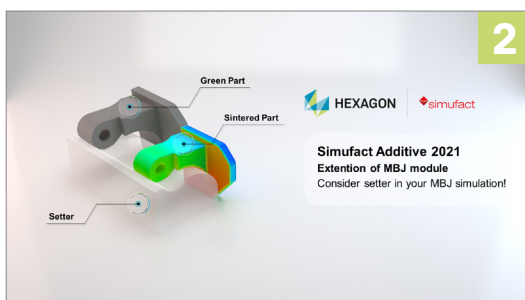 2
Green Part
Sintered Part
HEXAGON
simufact
Simufact Additive 2021
Extention of MBJ module
Consider setter in your MBJ simulation!
Setter